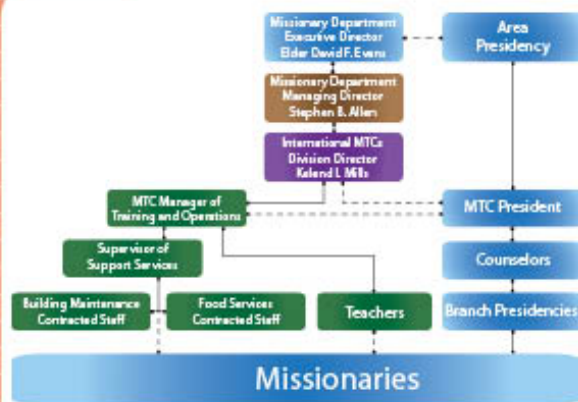 Missionary Department
Executive Director
Elder David F. Evans
Area
Presidency
Missionary Department
Managing Director
Stephen B. Allen
International MTCs
Division Director
Kelend I. Mills
MTC Manager of
Training and Operations
MTC President
Supervisor of
Support Services
Counselors
Building Maintenance
Contracted Staff
Food Services
Contracted Staff
Teachers
Branch Presidencies
Missionaries